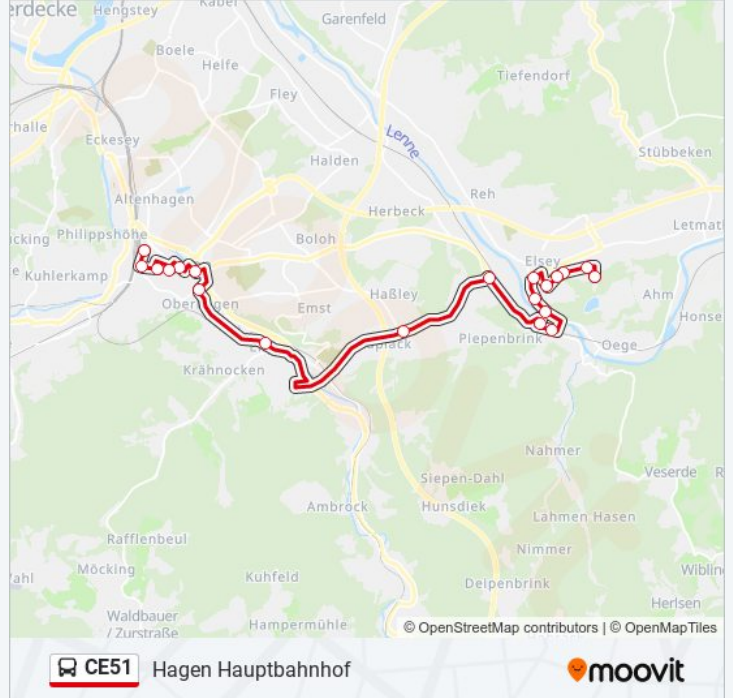 erdecke
Hengstey
Kabel
Garenfeld
Boele
Helfe
Tiefendorf
Fley
rhalle
Eckesey
Lenne
Stübbeken
Halden
Altenhagen
Reh
Herbeck
Letmat
Philippshöhe
cking
Boloh
Elsey
Kuhlerkamp
Haßley
Ahm
Emst
Honse
Piepenbrink
Oege
Krähnocken
Nahmer
Siepen-Dahl
Veserde
R
Ambrock
Hunsdiek
Lahmen Hasen
Rafflenbeul
Nimmer
Möcking
Kuhfeld
Deipenbrink
Wiblin
Herlsen
Waldbauer
/ Zurstraße
Hampermühle
© OpenStreetMap contributors | © OpenMapTiles
CE51 Hagen Hauptbahnhof
moovit